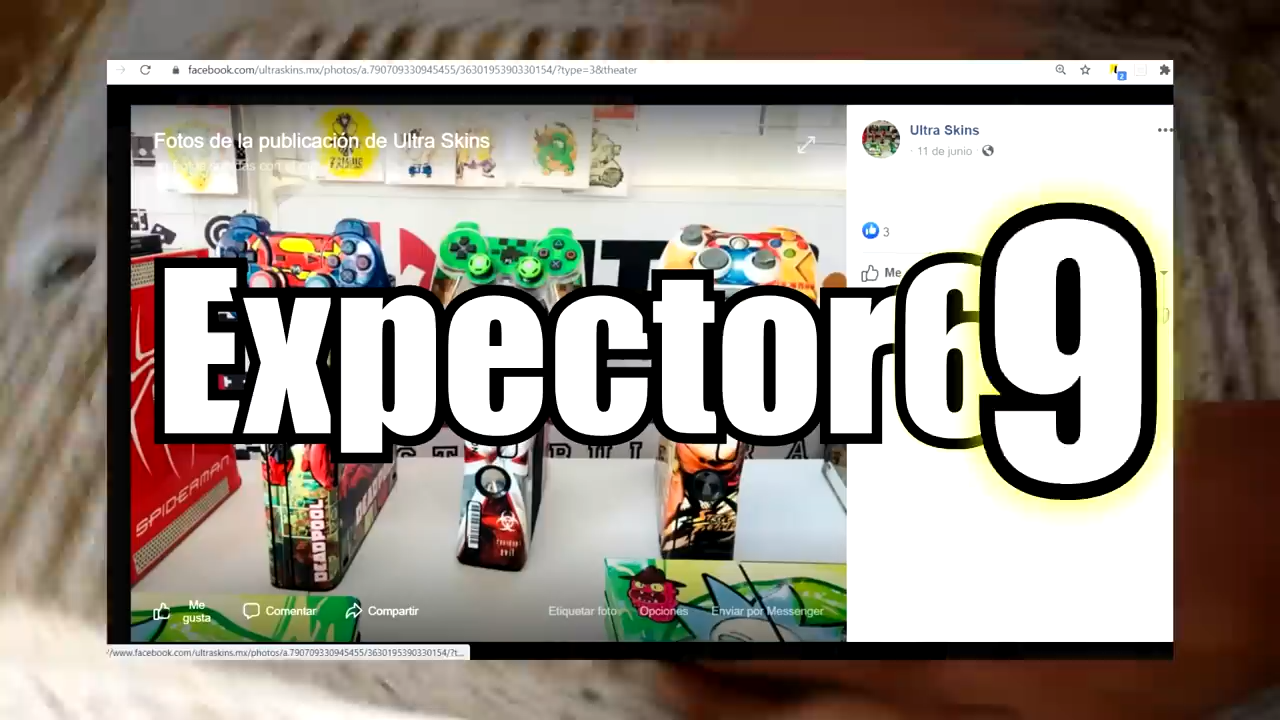 facebook.com/ultraskins.mx/photos/a.790709330945455/3630195390330154/?type=3&theater
2
Fotos de la publicación de Ultra Skins
Ultra Skins
· 11 de junio ·
3
Me
Expector69
SPIDERMAN
DEADPOOL
DEADPOOL
Me gusta
Comentar
Compartir
Etiquetar foto
Opciones
Enviar por Messenger
//www.facebook.com/ultraskins.mx/photos/a.790709330945455/3630195390330154/?t...